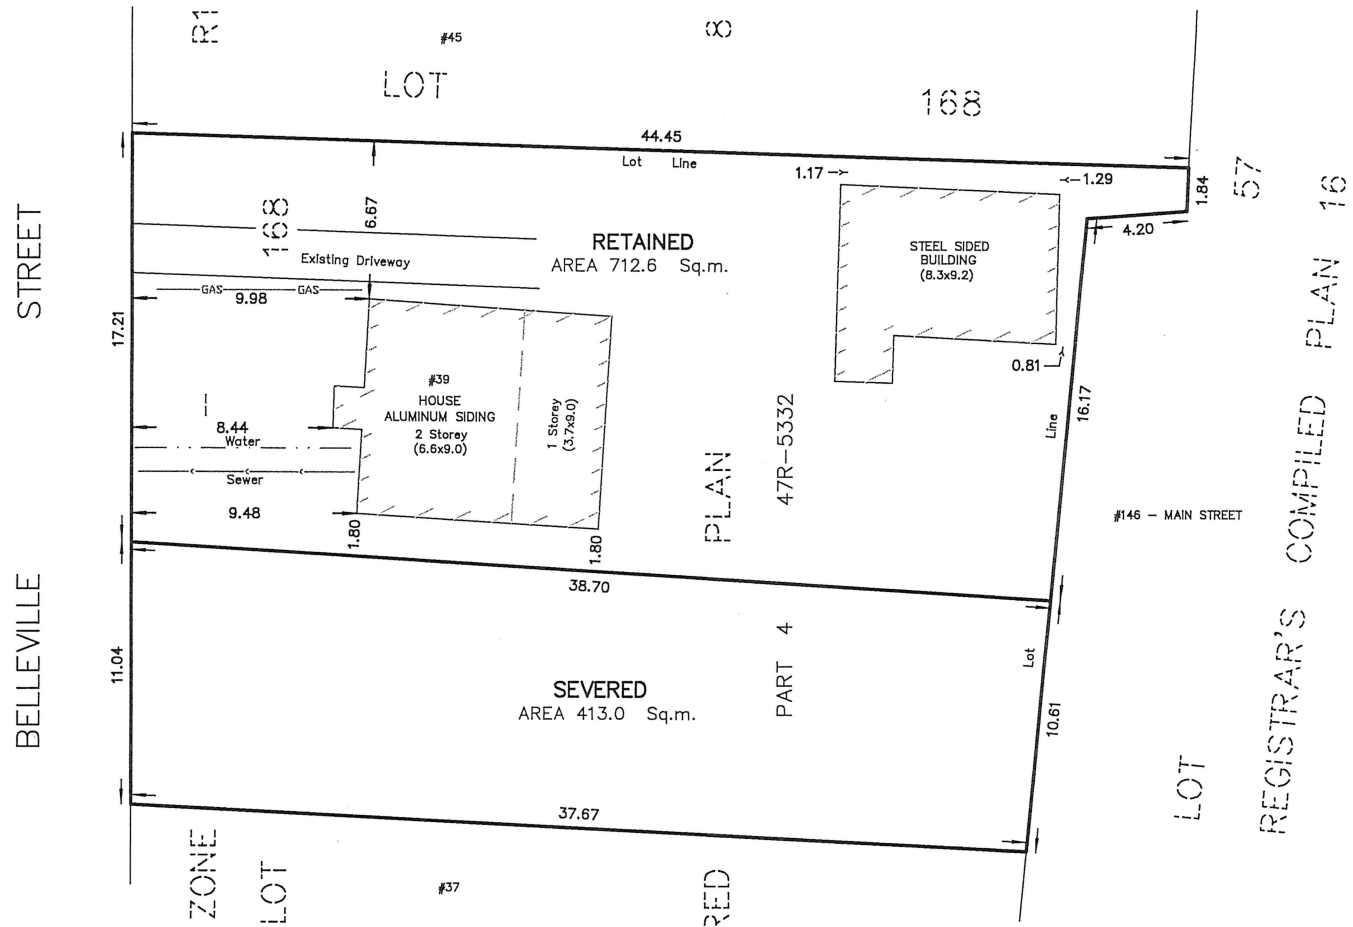 R1
#45
8
LOT
168
44.45
Lot Line
1.17
1.29
57
16
1.84
4.20
168
6.67
RETAINED
AREA 712.6 Sq.m.
STEEL SIDED
BUILDING
(8.3x9.2)
STREET
Existing Driveway
GAS GAS
9.98
17.21
0.81
#39
HOUSE
ALUMINUM SIDING
2 Storey
(6.6x9.0)
1 Storey
(3.7x9.0)
8.44
Water
Sewer
9.48
1.80
1.80
PLAN 47R-5332
Line
16.17
#146 - MAIN STREET
REGISTRAR'S COMPILED PLAN
38.70
BELLEVILLE
11.04
SEVERED
AREA 413.0 Sq.m.
PART 4
Lot
10.61
LOT
37.67
ZONE
LOT
#37
RED